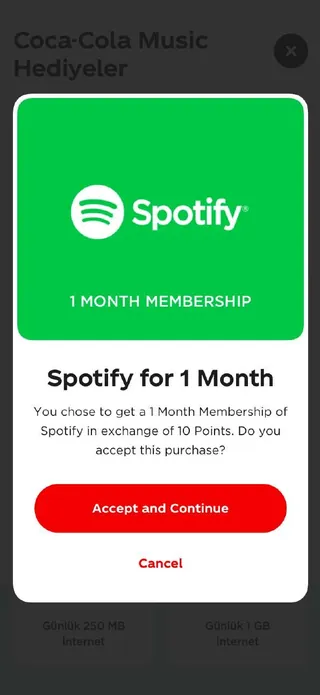 Coca-Cola Music
Hediyeler
Spotify®
1 MONTH MEMBERSHIP
Spotify for 1 Month
You chose to get a 1 Month Membership of
Spotify in exchange of 10 Points. Do you
accept this purchase?
Accept and Continue
Cancel
Günlük 250 MB
İnternet
Günlük 1 GB
İnternet